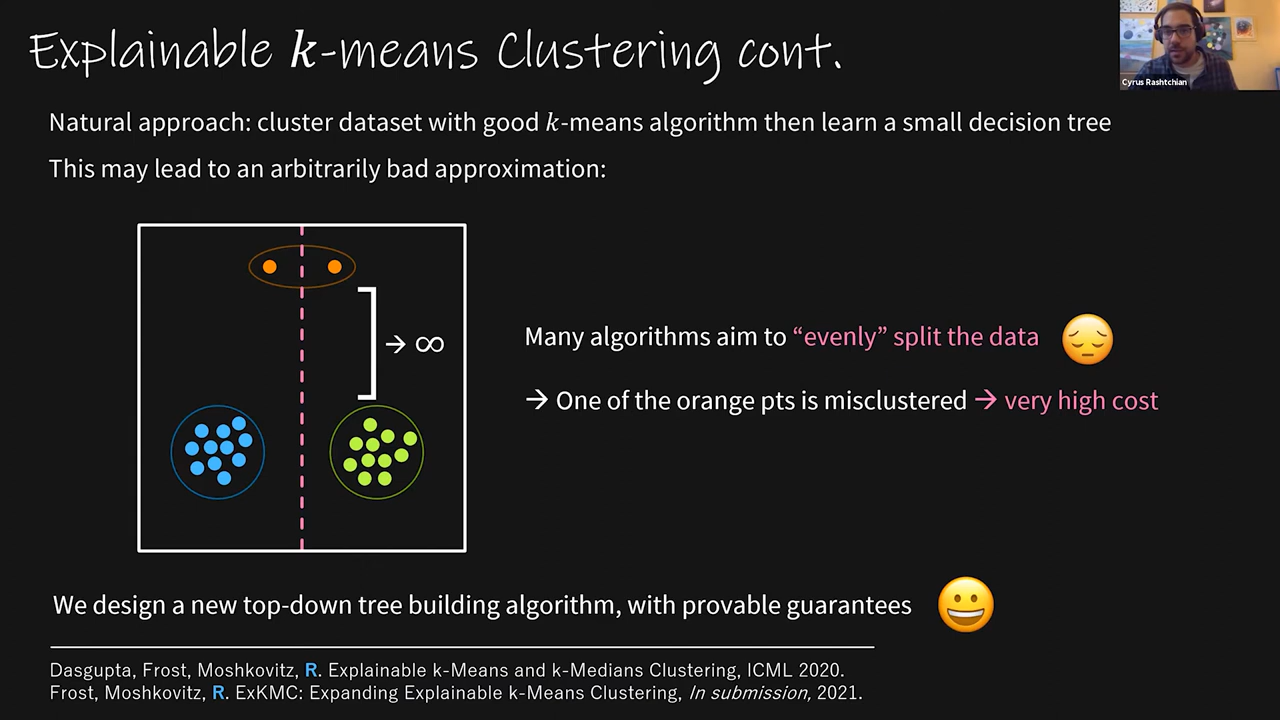 Explainable k-means Clustering cont.
Cyrus Rashtchian
Natural approach: cluster dataset with good k-means algorithm then learn a small decision tree
This may lead to an arbitrarily bad approximation:
→ ∞
Many algorithms aim to “evenly” split the data
→ One of the orange pts is misclustered → very high cost
We design a new top-down tree building algorithm, with provable guarantees
Dasgupta, Frost, Moshkovitz, R. Explainable k-Means and k-Medians Clustering, ICML 2020.
Frost, Moshkovitz, R. ExKMC: Expanding Explainable k-Means Clustering, In submission, 2021.